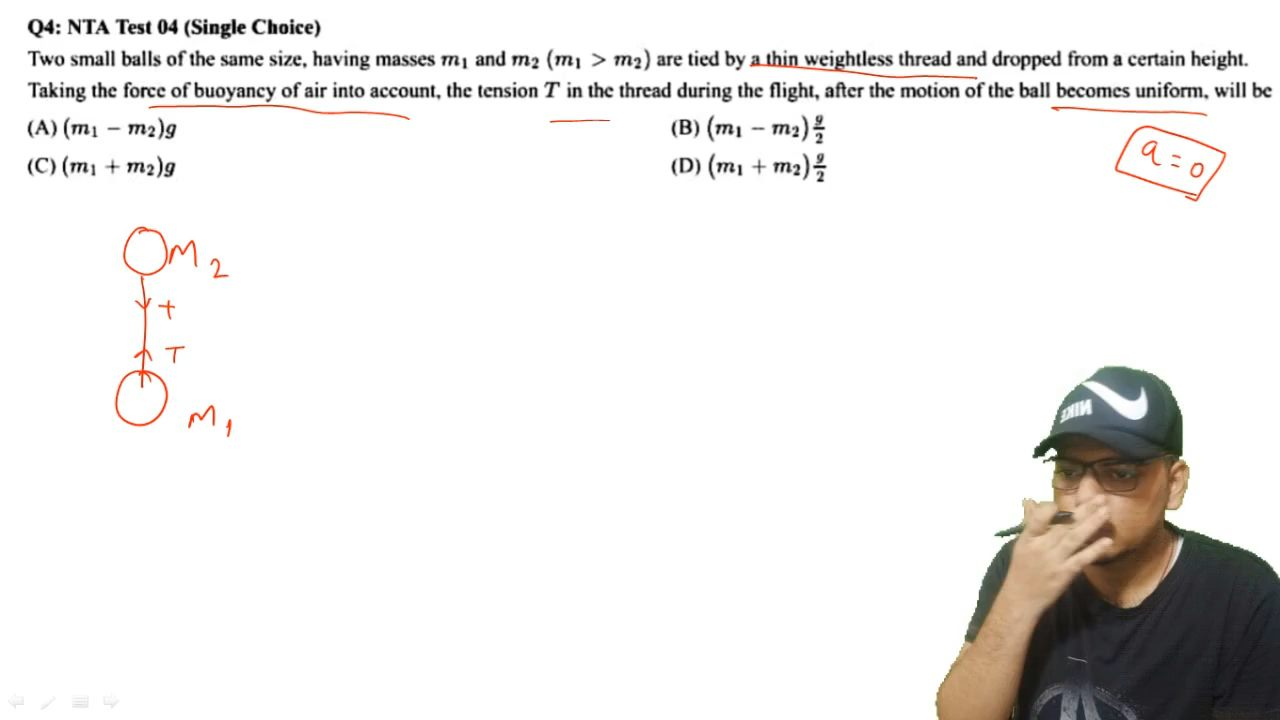 Q4: NTA Test 04 (Single Choice)
Two small balls of the same size, having masses m₁ and m₂ (m₁ > m₂) are tied by a thin weightless thread and dropped from a certain height.
Taking the force of buoyancy of air into account, the tension T in the thread during the flight, after the motion of the ball becomes uniform, will be
(A) (m₁ − m₂)g (B) (m₁ − m₂) g/2
(C) (m₁ + m₂)g (D) (m₁ + m₂) g/2
a = 0
M 2
T
T
M 1
NIKE